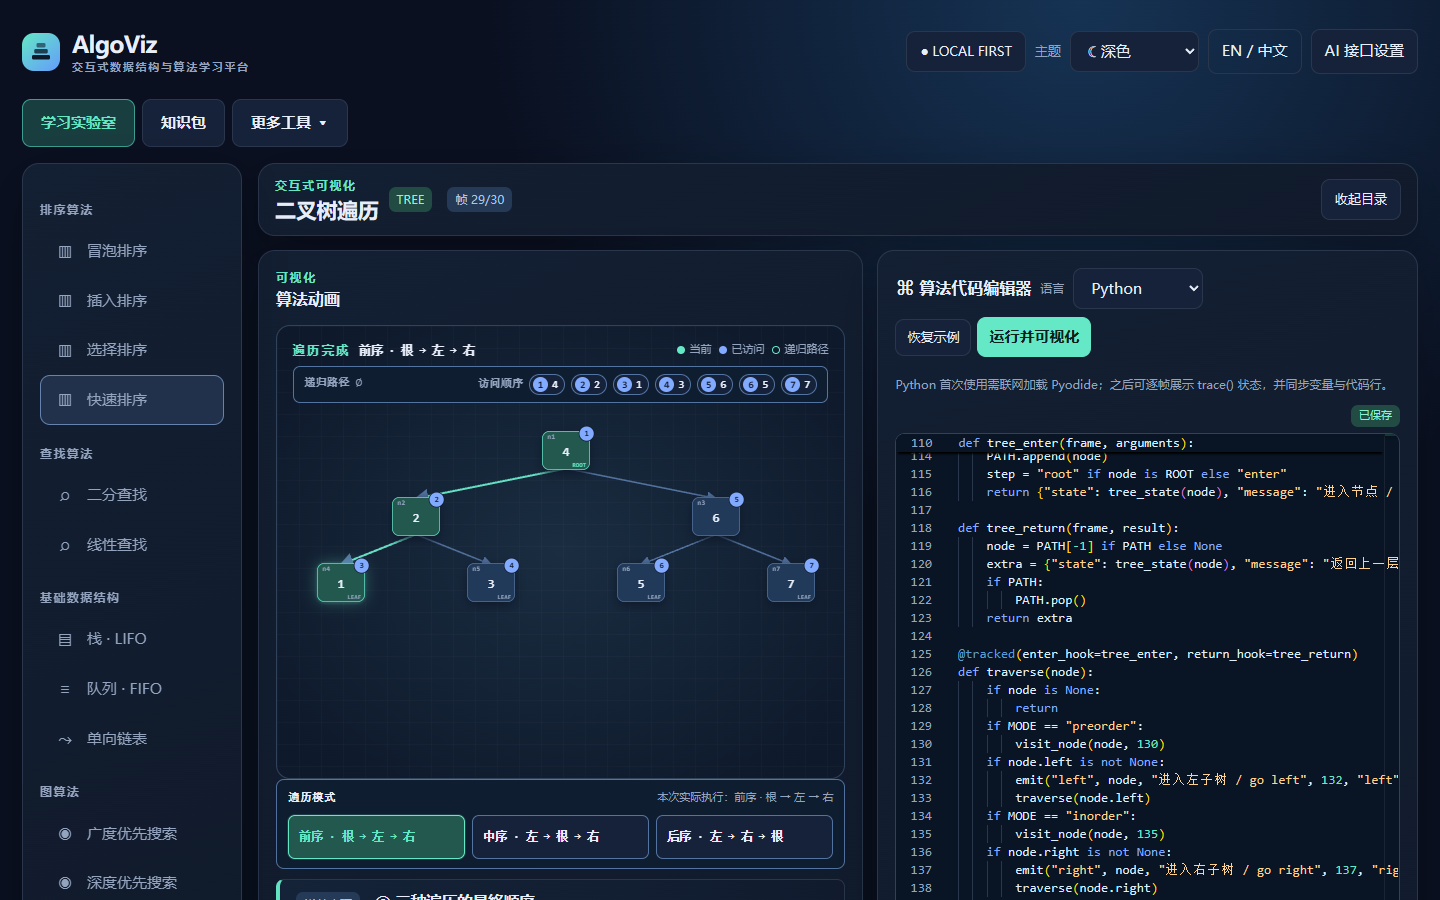 AlgoViz
交互式数据结构与算法学习平台
● LOCAL FIRST
主题
☾ 深色
EN / 中文
AI 接口设置
学习实验室
知识包
更多工具 ▾
排序算法
冒泡排序
插入排序
选择排序
快速排序
查找算法
二分查找
线性查找
基础数据结构
栈 · LIFO
队列 · FIFO
单向链表
图算法
广度优先搜索
深度优先搜索
交互式可视化
二叉树遍历
TREE
帧 29/30
收起目录
可视化
算法动画
遍历完成 前序 · 根 → 左 → 右
当前 已访问 递归路径
递归路径 ∅
访问顺序 1 4 2 2 3 1 4 3 5 6 6 5 7 7
n1 1
4
ROOT
n2 2
2
n3 5
6
n4 3
1
LEAF
n5 4
3
LEAF
n6 6
5
LEAF
n7 7
7
LEAF
遍历模式
本次实际执行：前序 · 根 → 左 → 右
前序 · 根 → 左 → 右
中序 · 左 → 根 → 右
后序 · 左 → 右 → 根
⌘ 算法代码编辑器
语言
Python
恢复示例
运行并可视化
Python 首次使用需联网加载 Pyodide；之后可逐帧展示 trace() 状态，并同步变量与代码行。
已保存
110 def tree_enter(frame, arguments):
114 PATH.append(node)
115 step = "root" if node is ROOT else "enter"
116 return {"state": tree_state(node), "message": "进入节点 /
117
118 def tree_return(frame, result):
119 node = PATH[-1] if PATH else None
120 extra = {"state": tree_state(node), "message": "返回上一层
121 if PATH:
122 PATH.pop()
123 return extra
124
125 @tracked(enter_hook=tree_enter, return_hook=tree_return)
126 def traverse(node):
127 if node is None:
128 return
129 if MODE == "preorder":
130 visit_node(node, 130)
131 if node.left is not None:
132 emit("left", node, "进入左子树 / go left", 132, "left"
133 traverse(node.left)
134 if MODE == "inorder":
135 visit_node(node, 135)
136 if node.right is not None:
137 emit("right", node, "进入右子树 / go right", 137, "rig
138 traverse(node.right)